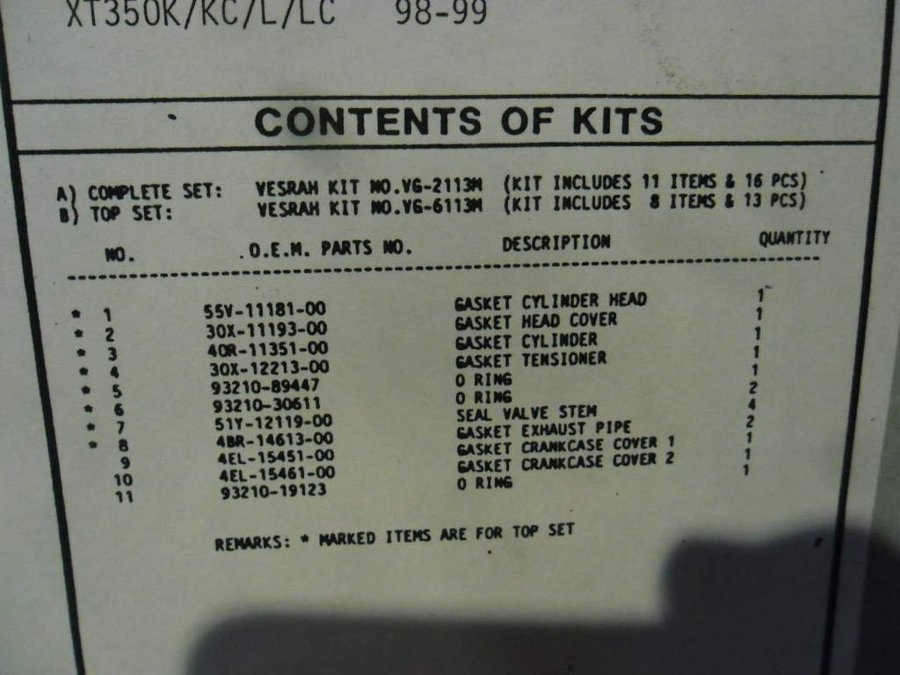 XT350K/KC/L/LC 98-99
CONTENTS OF KITS
A) COMPLETE SET: VESRAH KIT NO.VG-2113M (KIT INCLUDES 11 ITEMS & 16 PCS)
B) TOP SET: VESRAH KIT NO.VG-6113M (KIT INCLUDES 8 ITEMS & 13 PCS)
NO. O.E.M. PARTS NO. DESCRIPTION QUANTITY
* 1 55V-11181-00 GASKET CYLINDER HEAD 1
* 2 30X-11193-00 GASKET HEAD COVER 1
* 3 40R-11351-00 GASKET CYLINDER 1
* 4 30X-12213-00 GASKET TENSIONER 1
* 5 93210-89447 O RING 1
* 6 93210-30611 O RING 2
* 7 51Y-12119-00 SEAL VALVE STEM 4
* 8 4BR-14613-00 GASKET EXHAUST PIPE 2
9 4EL-15451-00 GASKET CRANKCASE COVER 1 1
10 4EL-15461-00 GASKET CRANKCASE COVER 2 1
11 93210-19123 O RING 1
REMARKS: * MARKED ITEMS ARE FOR TOP SET